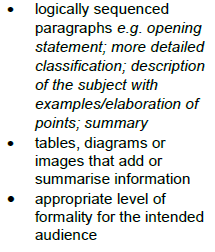 • logically sequenced
paragraphs e.g. opening
statement; more detailed
classification; description
of the subject with
examples/elaboration of
points; summary
• tables, diagrams or
images that add or
summarise information
• appropriate level of
formality for the intended
audience